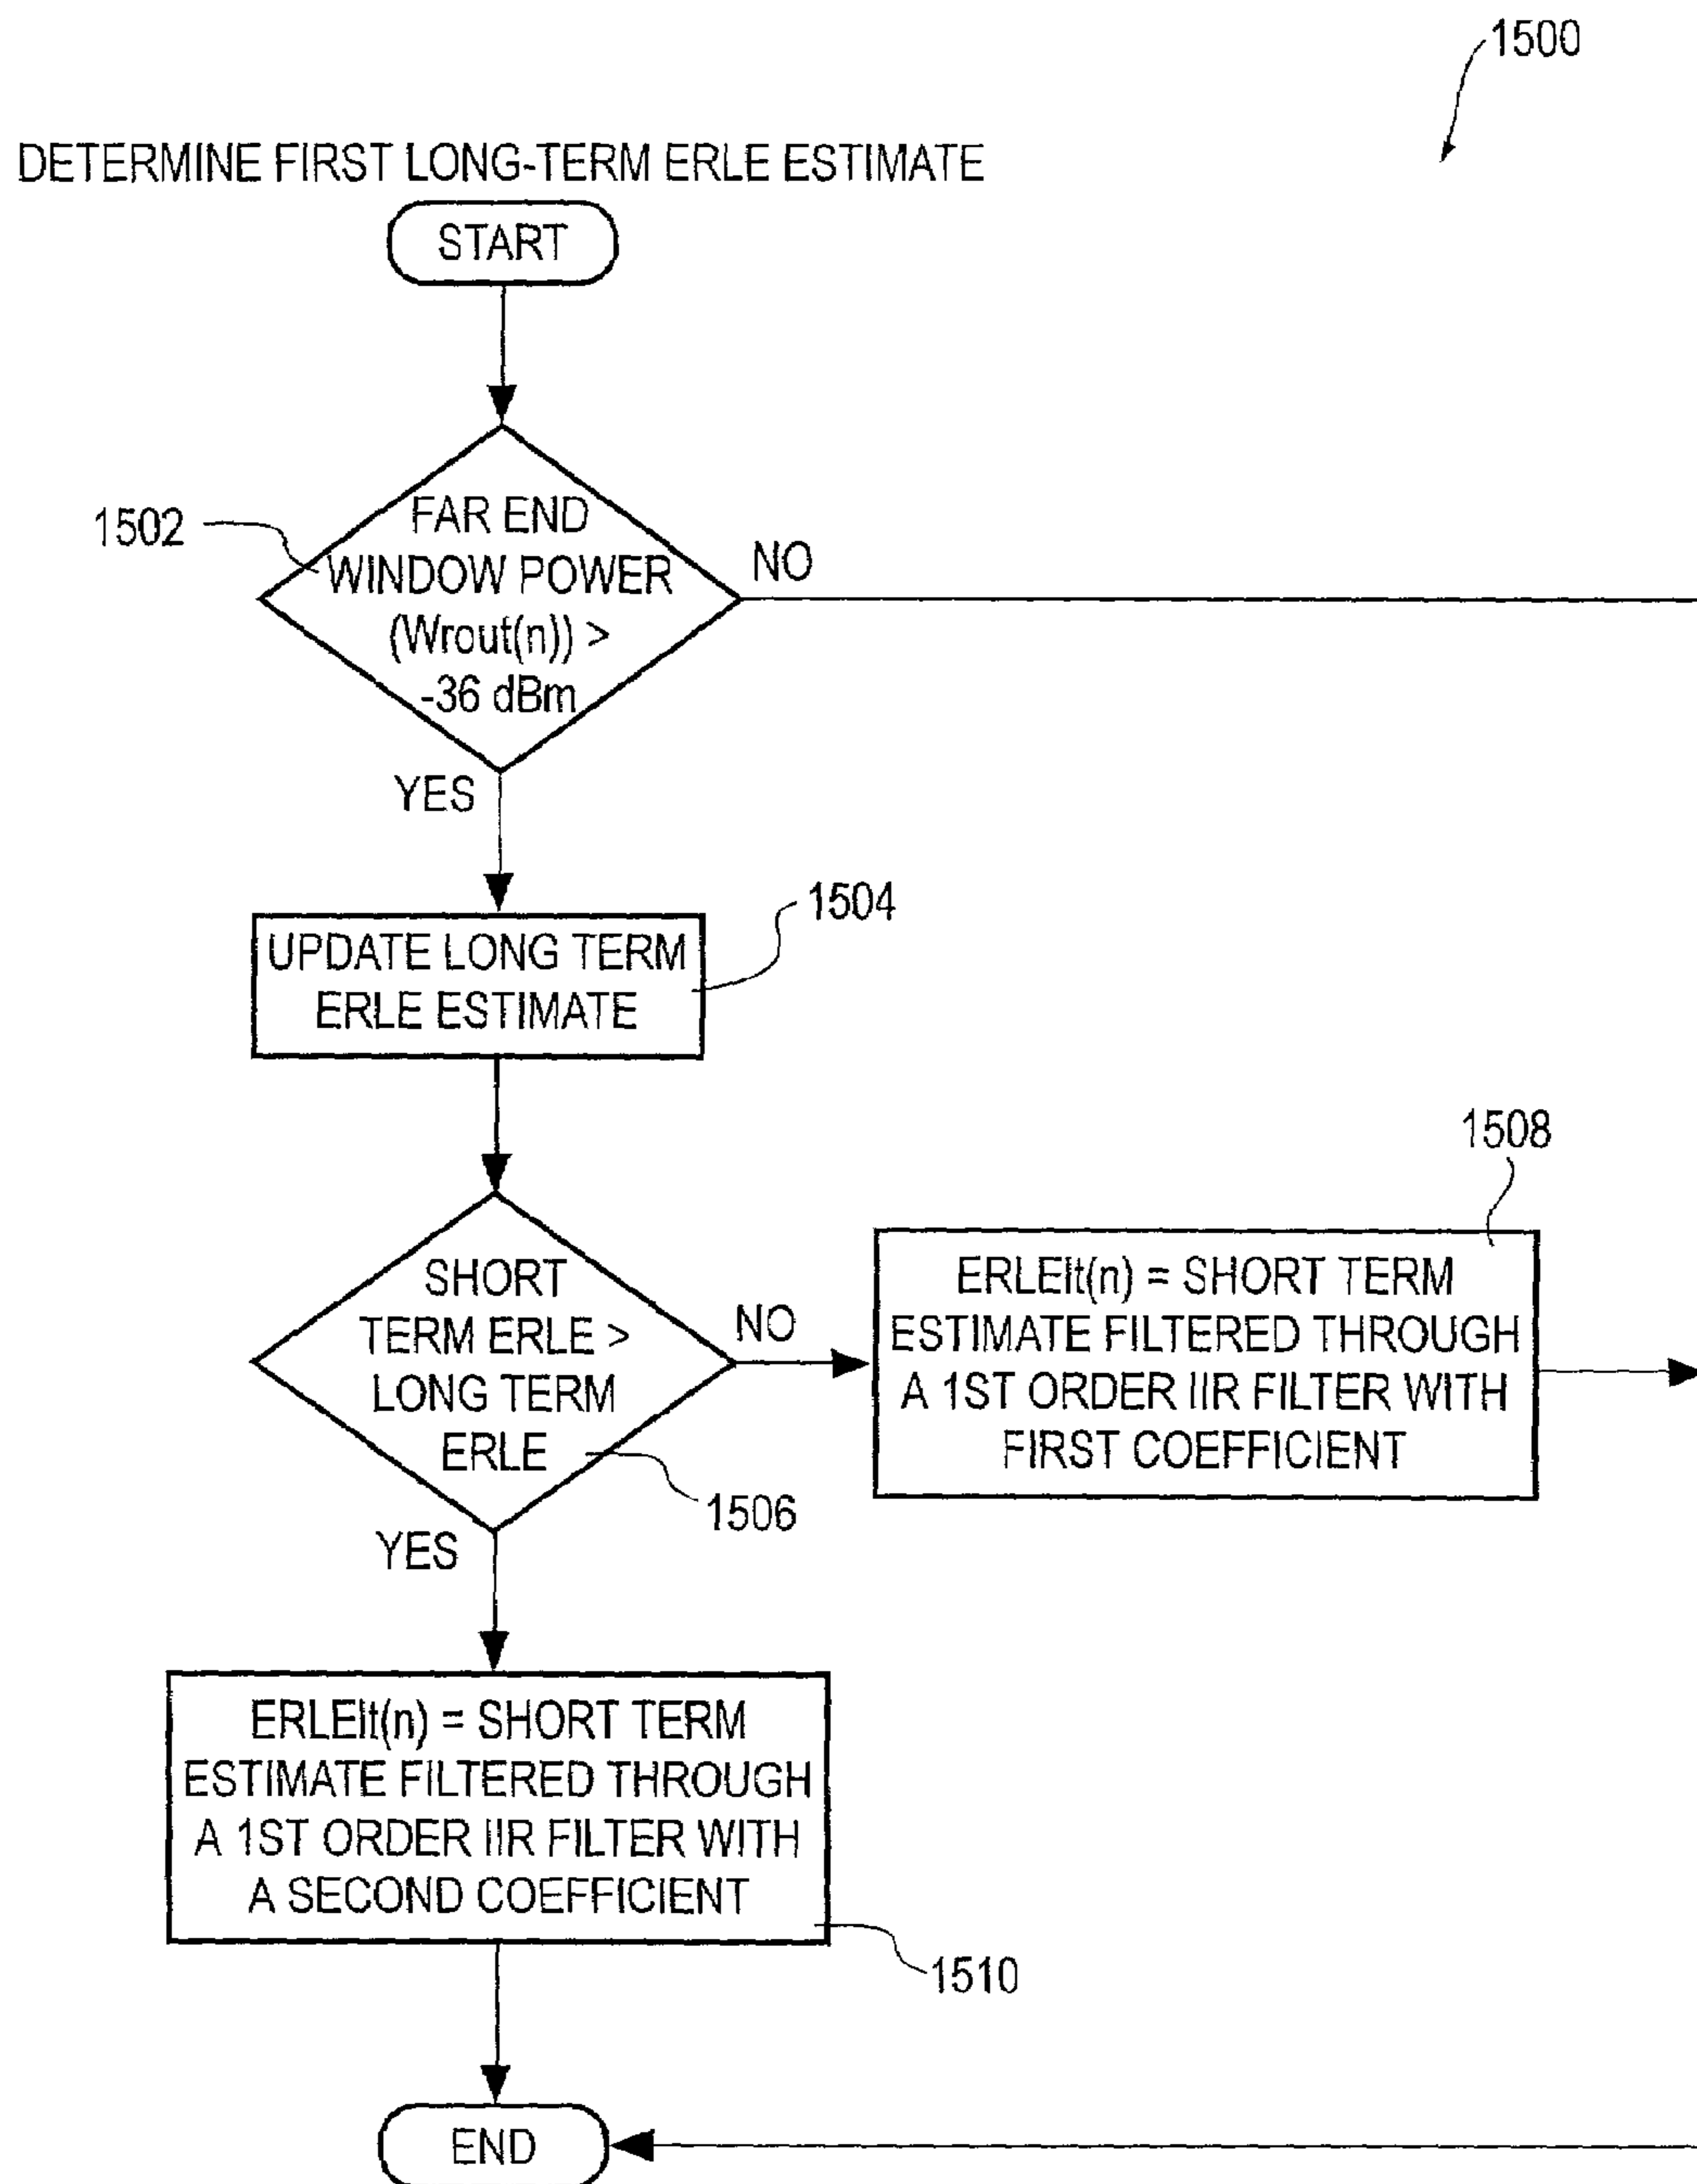 1500
DETERMINE FIRST LONG-TERM ERLE ESTIMATE
START
1502
FAR END
WINDOW POWER
(Wrout(n)) >
-36 dBm
NO
YES
1504
UPDATE LONG TERM
ERLE ESTIMATE
SHORT
TERM ERLE >
LONG TERM
ERLE
1506
NO
YES
1508
ERLElt(n) = SHORT TERM
ESTIMATE FILTERED THROUGH
A 1ST ORDER IIR FILTER WITH
FIRST COEFFICIENT
ERLElt(n) = SHORT TERM
ESTIMATE FILTERED THROUGH
A 1ST ORDER IIR FILTER WITH
A SECOND COEFFICIENT
1510
END